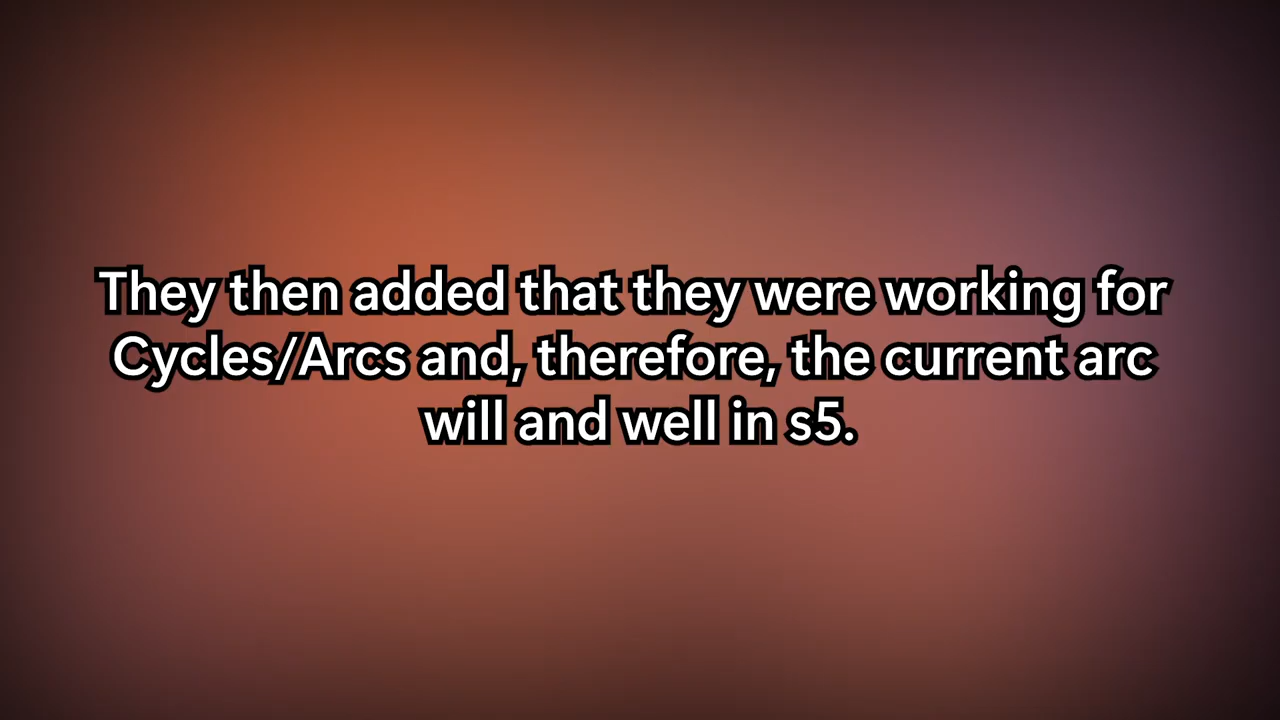 They then added that they were working for
Cycles/Arcs and, therefore, the current arc
will and well in s5.